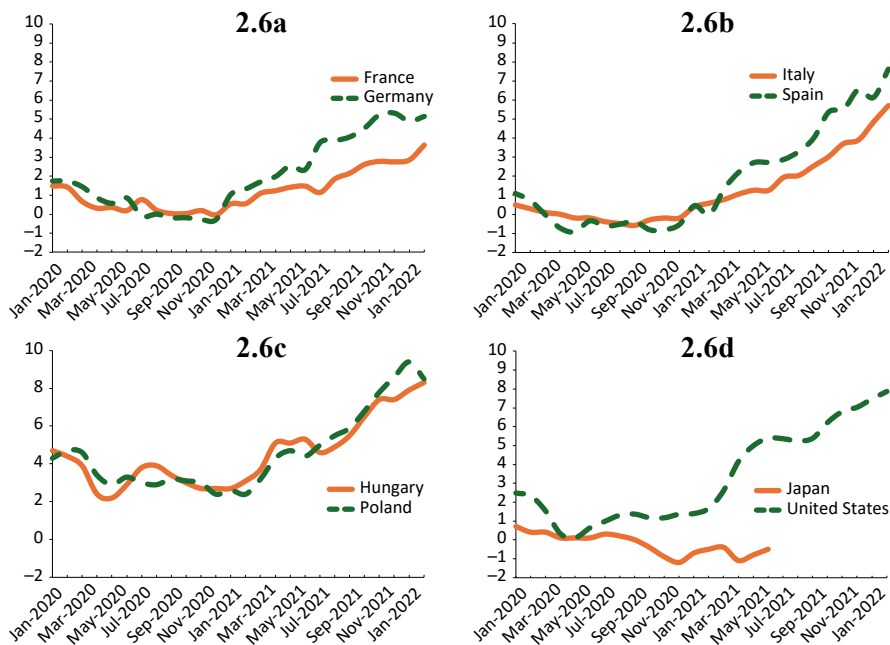 2.6a
10
9
8
7
6
5
4
3
2
1
0
−1
−2
France
Germany
Jan-2020
Mar-2020
May-2020
Jul-2020
Sep-2020
Nov-2020
Jan-2021
Mar-2021
May-2021
Jul-2021
Sep-2021
Nov-2021
Jan-2022
2.6b
10
9
8
7
6
5
4
3
2
1
0
−1
−2
Italy
Spain
Jan-2020
Mar-2020
May-2020
Jul-2020
Sep-2020
Nov-2020
Jan-2021
Mar-2021
May-2021
Jul-2021
Sep-2021
Nov-2021
Jan-2022
2.6c
10
8
6
4
2
0
−2
Hungary
Poland
Jan-2020
Mar-2020
May-2020
Jul-2020
Sep-2020
Nov-2020
Jan-2021
Mar-2021
May-2021
Jul-2021
Sep-2021
Nov-2021
Jan-2022
2.6d
10
9
8
7
6
5
4
3
2
1
0
−1
−2
Japan
United States
Jan-2020
Mar-2020
May-2020
Jul-2020
Sep-2020
Nov-2020
Jan-2021
Mar-2021
May-2021
Jul-2021
Sep-2021
Nov-2021
Jan-2022